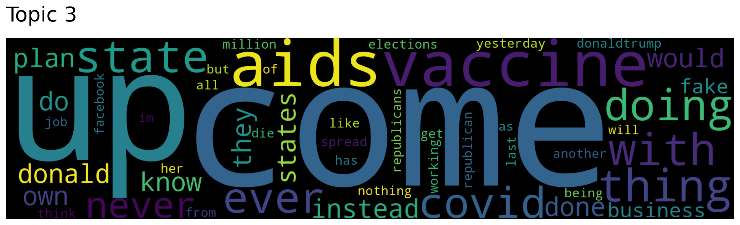 Topic 3
million elections yesterday donaldtrump
plan state but of aids vaccine would
all fake
up come doing
do facebook they states like as will
job im die spread republicans get republican another with
has working last
donald her nothing being thing
own know ever covid done
never from instead business
think